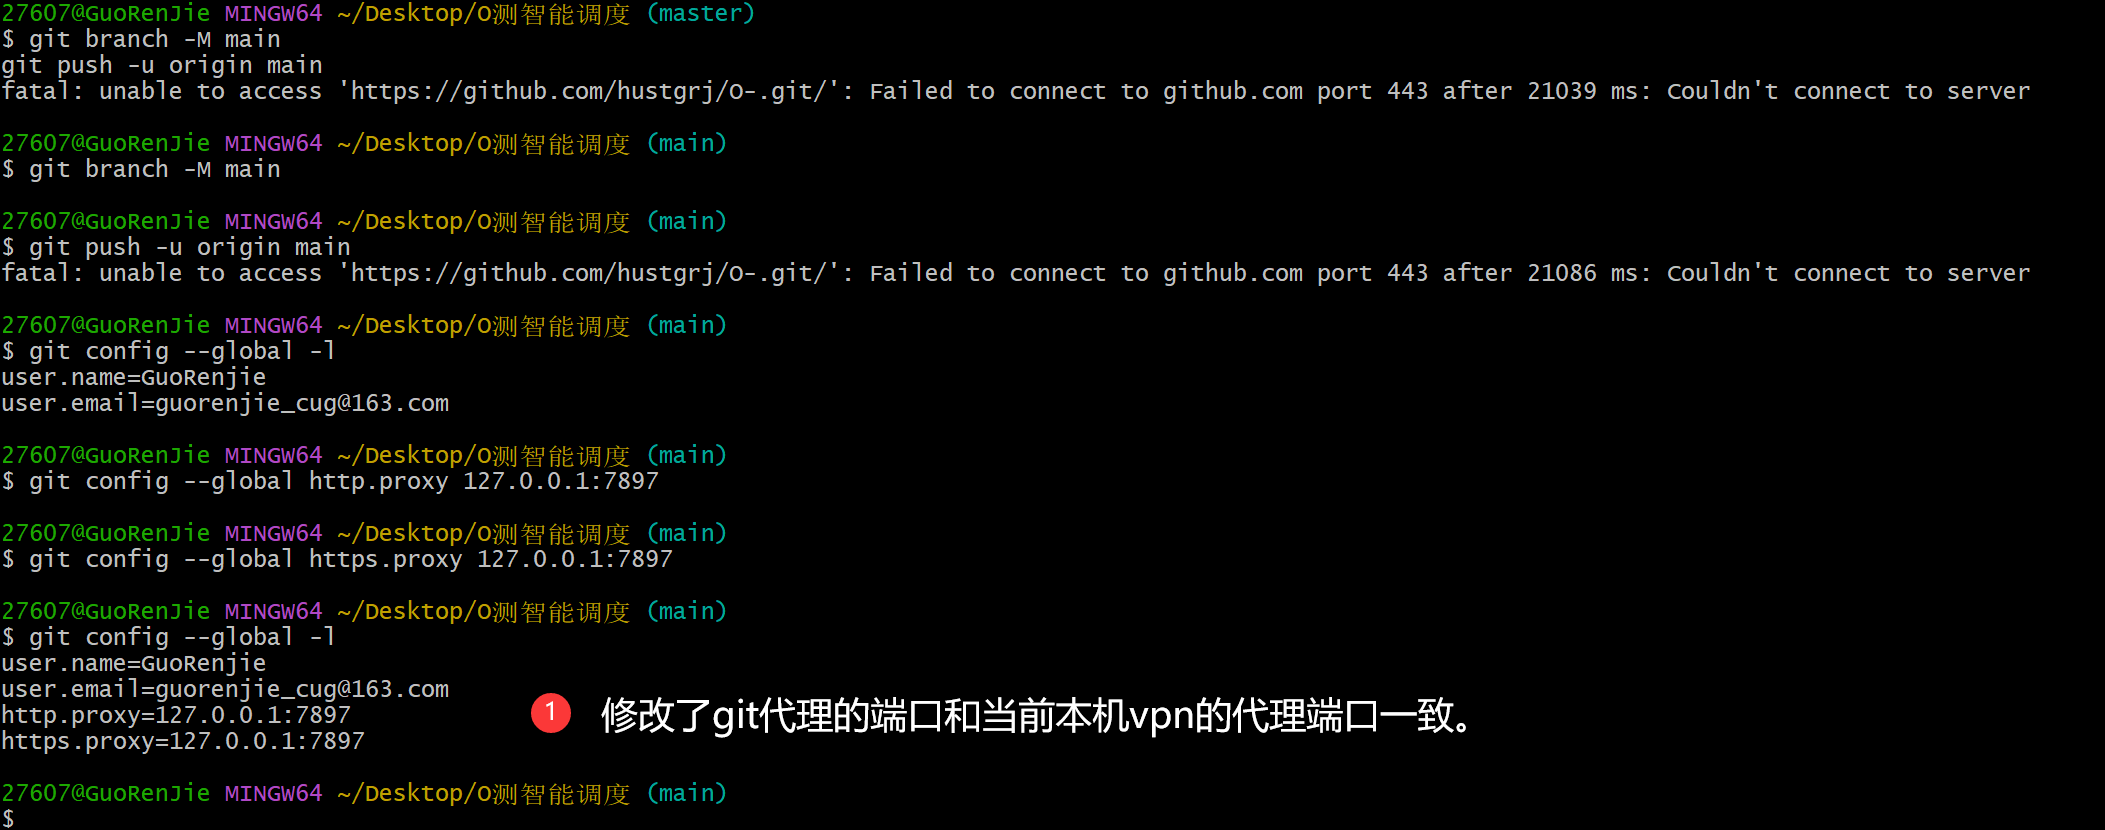 27607@GuoRenJie MINGW64 ~/Desktop/O测智能调度 (master)
$ git branch -M main
git push -u origin main
fatal: unable to access 'https://github.com/hustgrj/O-.git/': Failed to connect to github.com port 443 after 21039 ms: Couldn't connect to server
27607@GuoRenJie MINGW64 ~/Desktop/O测智能调度 (main)
$ git branch -M main
27607@GuoRenJie MINGW64 ~/Desktop/O测智能调度 (main)
$ git push -u origin main
fatal: unable to access 'https://github.com/hustgrj/O-.git/': Failed to connect to github.com port 443 after 21086 ms: Couldn't connect to server
27607@GuoRenJie MINGW64 ~/Desktop/O测智能调度 (main)
$ git config --global -l
user.name=GuoRenjie
user.email=guorenjie_cug@163.com
27607@GuoRenJie MINGW64 ~/Desktop/O测智能调度 (main)
$ git config --global http.proxy 127.0.0.1:7897
27607@GuoRenJie MINGW64 ~/Desktop/O测智能调度 (main)
$ git config --global https.proxy 127.0.0.1:7897
27607@GuoRenJie MINGW64 ~/Desktop/O测智能调度 (main)
$ git config --global -l
user.name=GuoRenjie
user.email=guorenjie_cug@163.com
http.proxy=127.0.0.1:7897
https.proxy=127.0.0.1:7897
1 修改了git代理的端口和当前本机vpn的代理端口一致。
27607@GuoRenJie MINGW64 ~/Desktop/O测智能调度 (main)
$